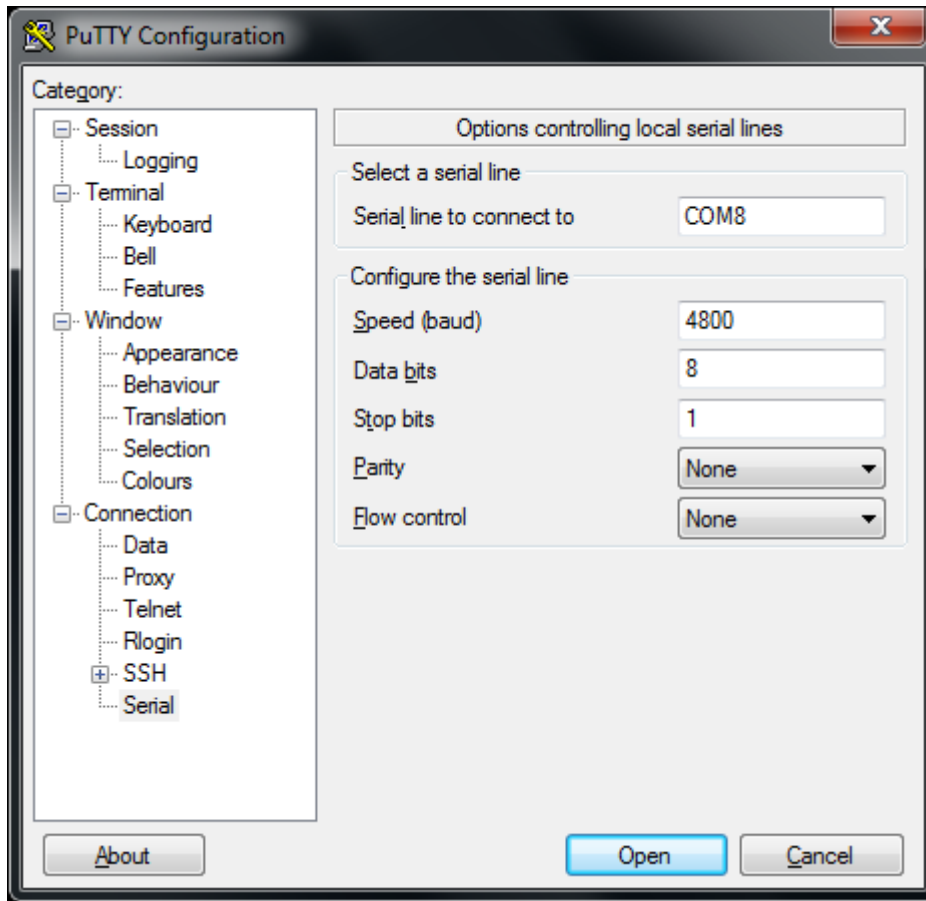 PuTTY Configuration
Category:
Session
Logging
Terminal
Keyboard
Bell
Features
Window
Appearance
Behaviour
Translation
Selection
Colours
Connection
Data
Proxy
Telnet
Rlogin
SSH
Serial
Options controlling local serial lines
Select a serial line
Serial line to connect to COM8
Configure the serial line
Speed (baud) 4800
Data bits 8
Stop bits 1
Parity None
Flow control None
About Open Cancel